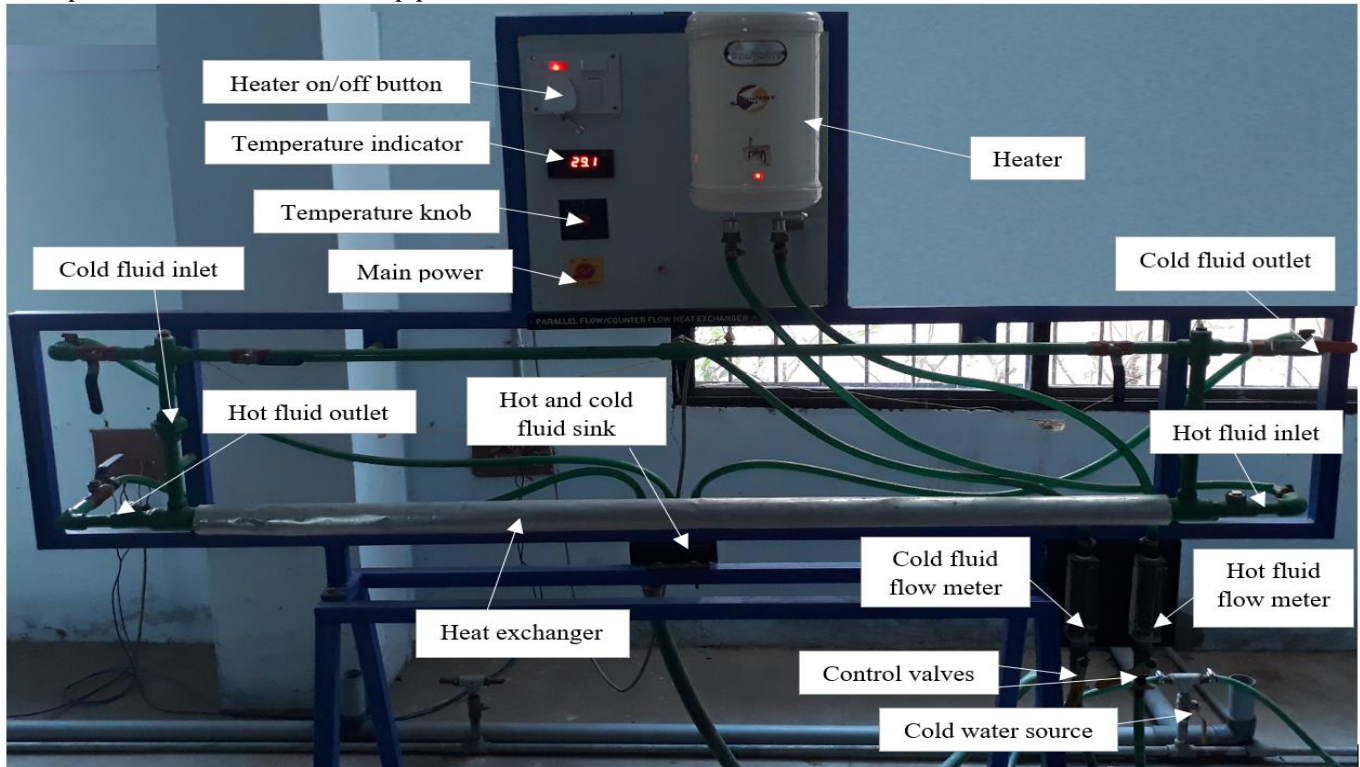 Heater on/off button
Temperature indicator
29.1
Heater
Temperature knob
Cold fluid inlet
Main power
Cold fluid outlet
PARALLEL FLOW/COUNTER FLOW HEAT EXCHANGER
Hot fluid outlet
Hot and cold
fluid sink
Hot fluid inlet
Cold fluid
flow meter
Hot fluid
flow meter
Heat exchanger
Control valves
Cold water source